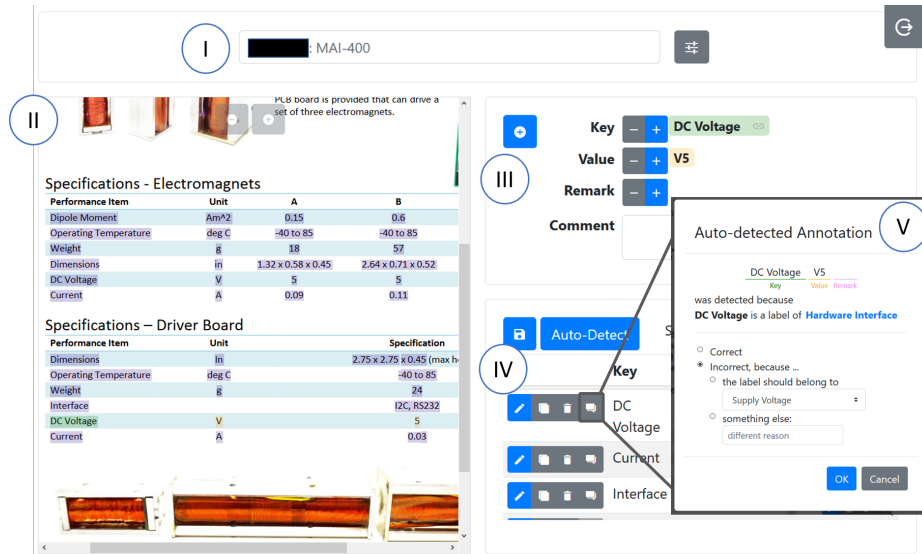 I
: MAI-400
II
PCB board is provided that can drive a
set of three electromagnets.
Specifications - Electromagnets
Performance Item Unit A B
Dipole Moment Am^2 0.15 0.6
Operating Temperature deg C -40 to 85 -40 to 85
Weight g 18 57
Dimensions in 1.32 x 0.58 x 0.45 2.64 x 0.71 x 0.52
DC Voltage V 5 5
Current A 0.09 0.11
Specifications – Driver Board
Performance Item Unit Specification
Dimensions In 2.75 x 2.75 x 0.45 (max
Operating Temperature deg C -40 to 85
Weight g 24
Interface I2C, RS232
DC Voltage V 5
Current A 0.03
III
Key - + DC Voltage
Value - + V5
Remark - +
Comment
IV
Auto-Detect
Key
DC
Voltage
Current
Interface
V
Auto-detected Annotation
DC Voltage V5
Key Value Remark
was detected because
DC Voltage is a label of Hardware Interface
Correct
Incorrect, because ...
the label should belong to
Supply Voltage
something else:
different reason
OK Cancel